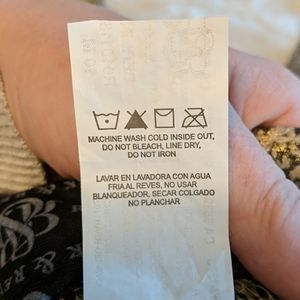 MACHINE WASH COLD INSIDE OUT,
DO NOT BLEACH, LINE DRY,
DO NOT IRON
LAVAR EN LAVADORA CON AGUA
FRIA AL REVES, NO USAR
BLANQUEADOR, SECAR COLGADO
NO PLANCHAR